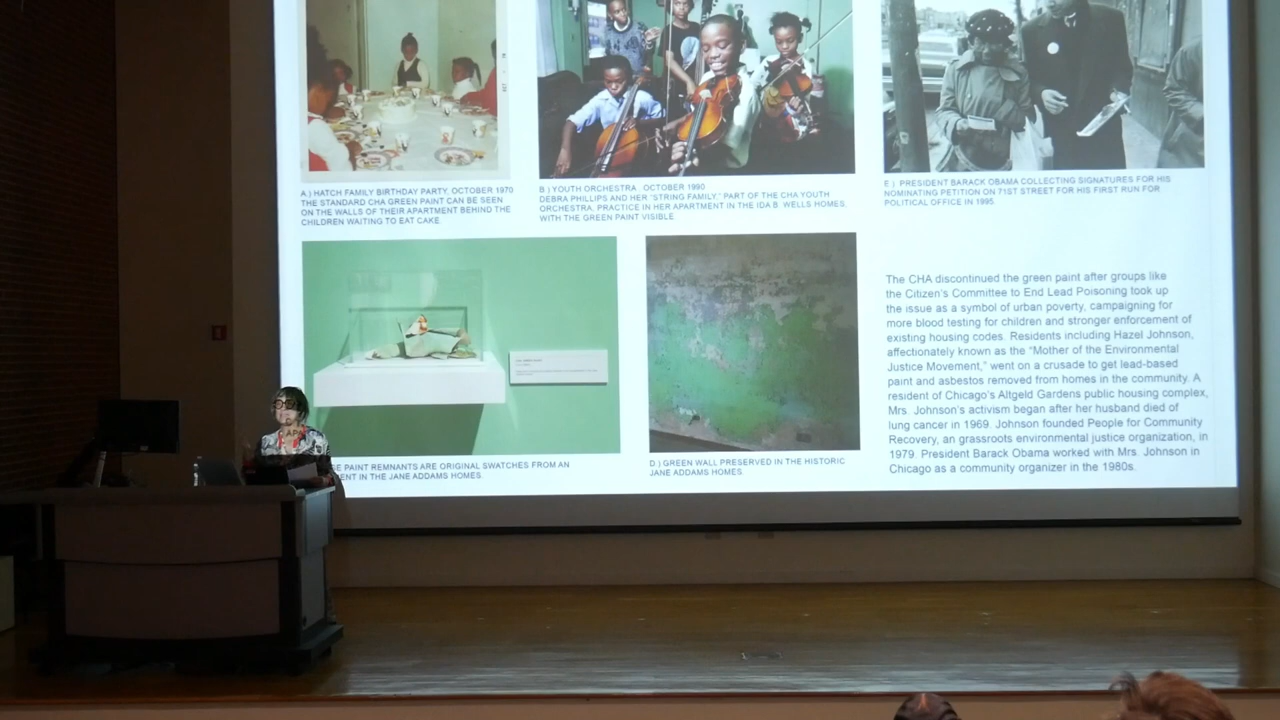 A.) HATCH FAMILY BIRTHDAY PARTY, OCTOBER 1970
THE STANDARD CHA GREEN PAINT CAN BE SEEN
ON THE WALLS OF THEIR APARTMENT BEHIND THE
CHILDREN WAITING TO EAT CAKE.
B.) YOUTH ORCHESTRA OCTOBER 1990
DEBRA PHILLIPS AND HER "STRING FAMILY," PART OF THE CHA YOUTH
ORCHESTRA, PRACTICE IN HER APARTMENT IN THE IDA B. WELLS HOMES,
WITH THE GREEN PAINT VISIBLE
E.) PRESIDENT BARACK OBAMA COLLECTING SIGNATURES FOR HIS
NOMINATING PETITION ON 71ST STREET FOR HIS FIRST RUN FOR
POLITICAL OFFICE IN 1995.
SE PAINT REMNANTS ARE ORIGINAL SWATCHES FROM AN
ENT IN THE JANE ADDAMS HOMES.
D.) GREEN WALL PRESERVED IN THE HISTORIC
JANE ADDAMS HOMES.
The CHA discontinued the green paint after groups like
the Citizen's Committee to End Lead Poisoning took up
the issue as a symbol of urban poverty, campaigning for
more blood testing for children and stronger enforcement of
existing housing codes. Residents including Hazel Johnson,
affectionately known as the "Mother of the Environmental
Justice Movement," went on a crusade to get lead-based
paint and asbestos removed from homes in the community. A
resident of Chicago's Altgeld Gardens public housing complex,
Mrs. Johnson's activism began after her husband died of
lung cancer in 1969. Johnson founded People for Community
Recovery, an grassroots environmental justice organization, in
1979. President Barack Obama worked with Mrs. Johnson in
Chicago as a community organizer in the 1980s.